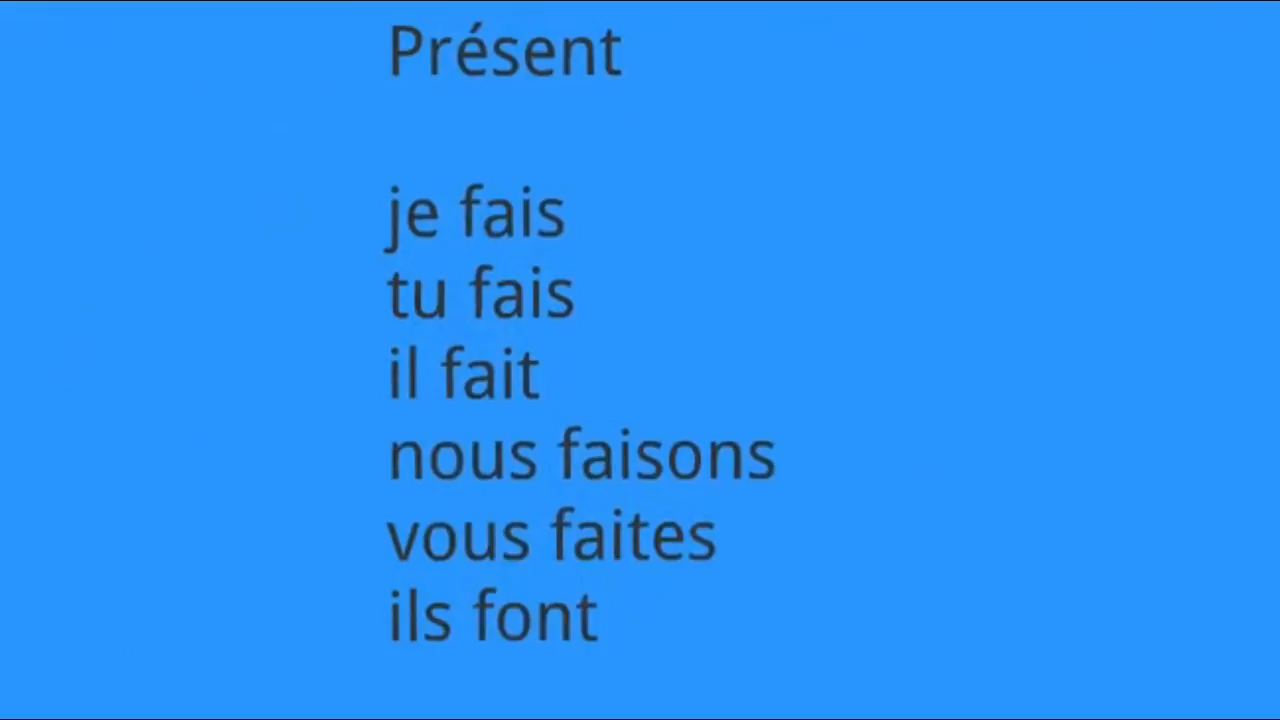 Présent
je fais
tu fais
il fait
nous faisons
vous faites
ils font